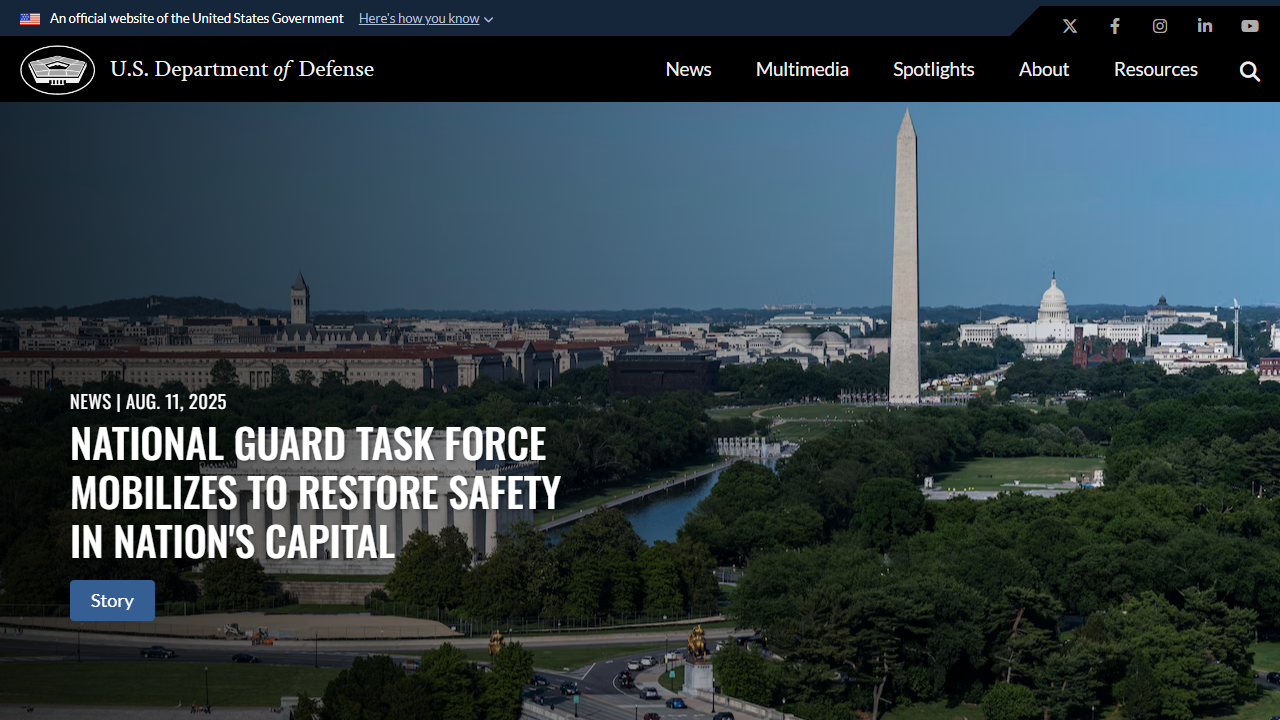 An official website of the United States Government Here's how you know
U.S. Department of Defense
News Multimedia Spotlights About Resources
NEWS | AUG. 11, 2025
NATIONAL GUARD TASK FORCE
MOBILIZES TO RESTORE SAFETY
IN NATION'S CAPITAL
Story